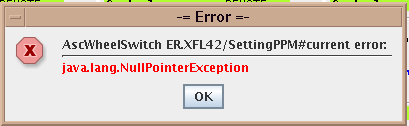 -= Error =-
AscWheelSwitch ER.XFL42/SettingPPM#current error:
java.lang.NullPointerException
OK